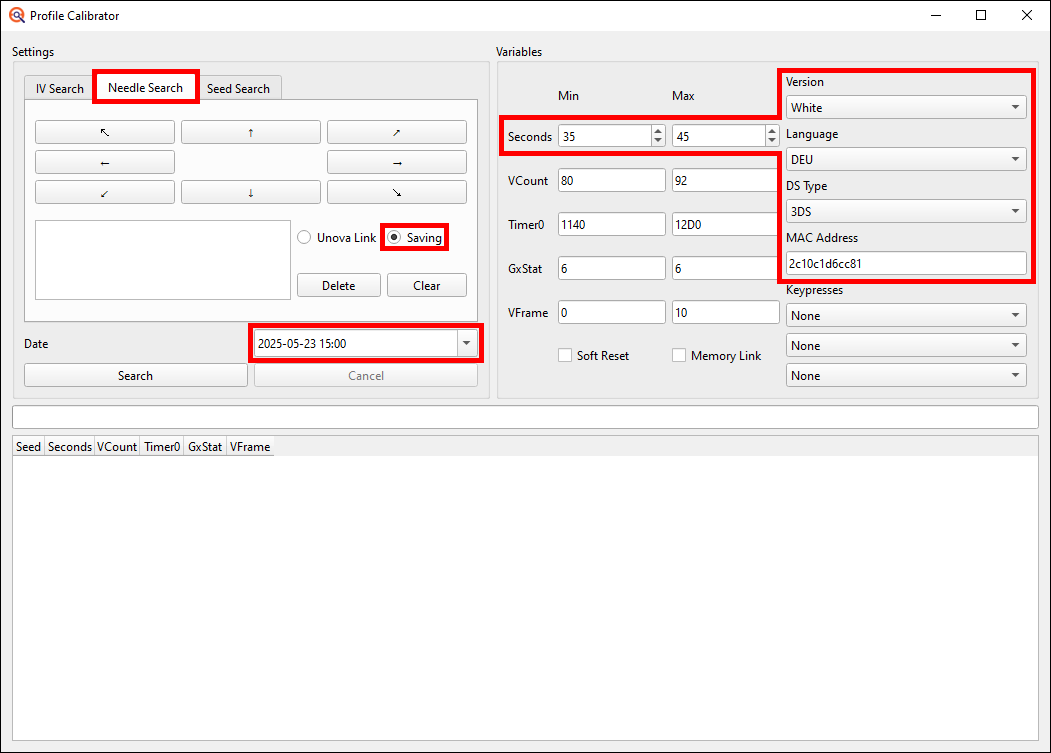 Profile Calibrator
Settings
IV Search
Needle Search
Seed Search
↖ ↑ ↗
← →
↙ ↓ ↘
Unova Link
Saving
Delete
Clear
Date
2025-05-23 15:00
Search
Cancel
Variables
Min Max
Seconds 35 45
VCount 80 92
Timer0 1140 12D0
GxStat 6 6
VFrame 0 10
Soft Reset
Memory Link
Version
White
Language
DEU
DS Type
3DS
MAC Address
2c10c1d6cc81
Keypresses
None
None
None
Seed Seconds VCount Timer0 GxStat VFrame